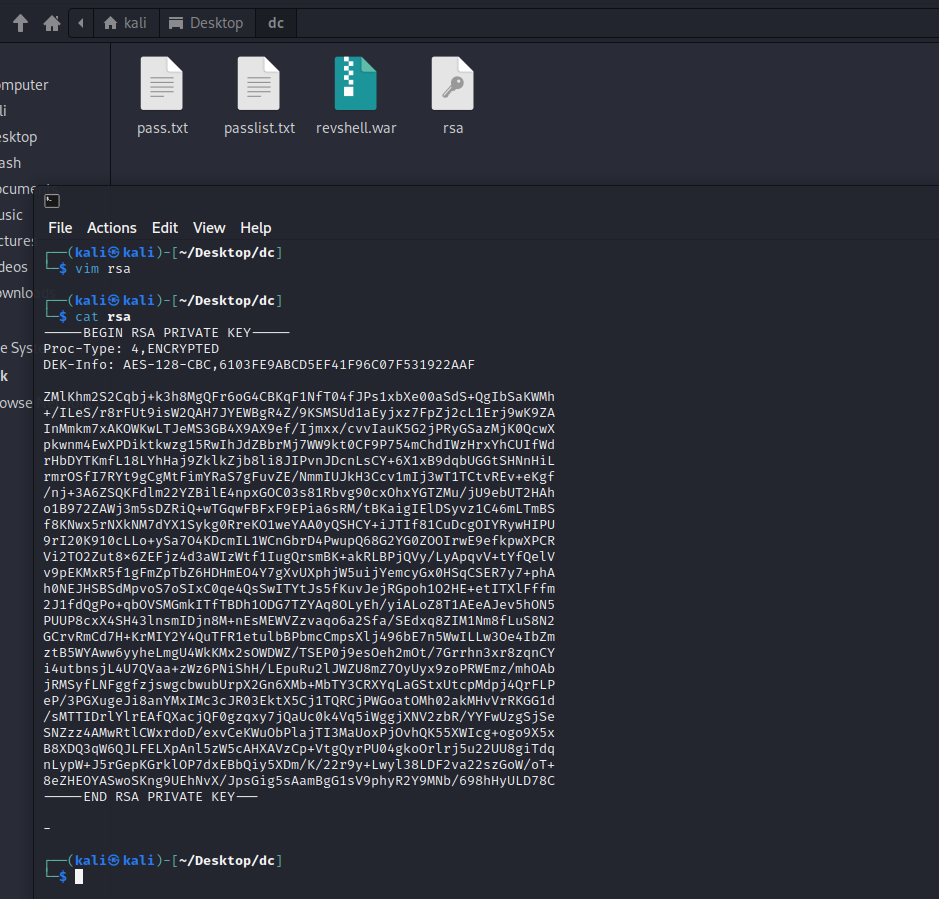 kali
Desktop
dc
omputer
li
esktop
ash
ocume
usic
ctures
deos
ownlo
e Sys
k
owse
pass.txt
passlist.txt
revshell.war
rsa
File Actions Edit View Help
┌──(kali㉿kali)-[~/Desktop/dc]
└─$ vim rsa
┌──(kali㉿kali)-[~/Desktop/dc]
└─$ cat rsa
-----BEGIN RSA PRIVATE KEY-----
Proc-Type: 4,ENCRYPTED
DEK-Info: AES-128-CBC,6103FE9ABCD5EF41F96C07F531922AAF
ZMlKhm2S2Cqbj+k3h8MgQFr6oG4CBKqF1NfT04fJPs1xbXe00aSdS+QgIbSaKWMh
+/ILeS/r8rFUt9isW2QAH7JYEWBgR4Z/9KSMSUd1aEyjxz7FpZj2cL1Erj9wK9ZA
InMmkm7xAKOWKwLTJeMS3GB4X9AX9ef/Ijmxx/cvvIauK5G2jPRyGSazMjK0QcwX
pkwnm4EwXPDiktkwzg15RwIhJdZBbrMj7WW9kt0CF9P754mChdIWzHrxYhCUIfWd
rHbDYTKmfL18LYhHaj9ZklkZjb8li8JIPvnJDcnLsCY+6X1xB9dqbUGGtSHNnHiL
rmrOSfI7RYt9gCgMtFimYRaS7gFuvZE/NmmIUJkH3Ccv1mIj3wT1TCtvREv+eKgf
/nj+3A6ZSQKFdlm22YZBilE4npxGOC03s81Rbvg90cxOhxYGTZMu/jU9ebUT2HAh
o1B972ZAWj3m5sDZRiQ+wTGqwFBFxF9EPia6sRM/tBKaigIElDSyvz1C46mLTmBS
f8KNwx5rNXkNM7dYX1Sykg0RreKO1weYAA0yQSHCY+iJTIf81CuDcgOIYRywHIPU
9rI20K910cLLo+ySa7O4KDcmIL1WCnGbrD4PwupQ68G2YG0ZOOIrwE9efkpwXPCR
Vi2TO2Zut8×6ZEFjz4d3aWIzWtf1IugQrsmBK+akRLBPjQVy/LyApqvV+tYfQelV
v9pEKMxR5f1gFmZpTbZ6HDHmEO4Y7gXvUXphjW5uijYemcyGx0HSqCSER7y7+phA
h0NEJHSBSdMpvoS7oSIxC0qe4QsSwITYtJs5fKuvJejRGpoh1O2HE+etITXlFffm
2J1fdQgPo+qbOVSMGmkITfTBDh1ODG7TZYAq8OLyEh/yiALoZ8T1AEeAJev5hON5
PUUP8cxX4SH43lnsmIDjn8M+nEsMEWVZzvaqo6a2Sfa/SEdxq8ZIM1Nm8fLuS8N2
GCrvRmCd7H+KrMIY2Y4QuTFR1etulbBPbmcCmpsXlj496bE7n5WwILLw3Oe4IbZm
ztB5WYAww6yyheLmgU4WkKMx2sOWDWZ/TSEP0j9esOeh2mOt/7Grrhn3xr8zqnCY
i4utbnsjL4U7QVaa+zWz6PNiShH/LEpuRu2lJWZU8mZ7OyUyx9zoPRWEmz/mhOAb
jRMSyfLNFggfzjswgcbwubUrpX2Gn6XMb+MbTY3CRXYqLaGStxUtcpMdpj4QrFLP
eP/3PGXugeJi8anYMxIMc3cJR03EktX5Cj1TQRCjPWGoatOMh02akMHvVrRKGG1d
/sMTTIDrlYlrEAfQXacjQF0gzqxy7jQaUc0k4Vq5iWggjXNV2zbR/YYFwUzgSjSe
SNZzz4AMwRtlCWxrdoD/exvCeKWuObPlajTI3MaUoxPjOvhQK55XWIcg+ogo9X5x
B8XDQ3qW6QJLFELXpAnl5zW5cAHXAVzCp+VtgQyrPU04gkoOrlrj5u22UU8giTdq
nLypW+J5rGepKGrklOP7dxEBbQiy5XDm/K/22r9y+Lwyl38LDF2va22szGoW/oT+
8eZHEOYASwoSKng9UEhNvX/JpsGig5sAamBgG1sV9phyR2Y9MNb/698hHyULD78C
-----END RSA PRIVATE KEY---
-
┌──(kali㉿kali)-[~/Desktop/dc]
└─$